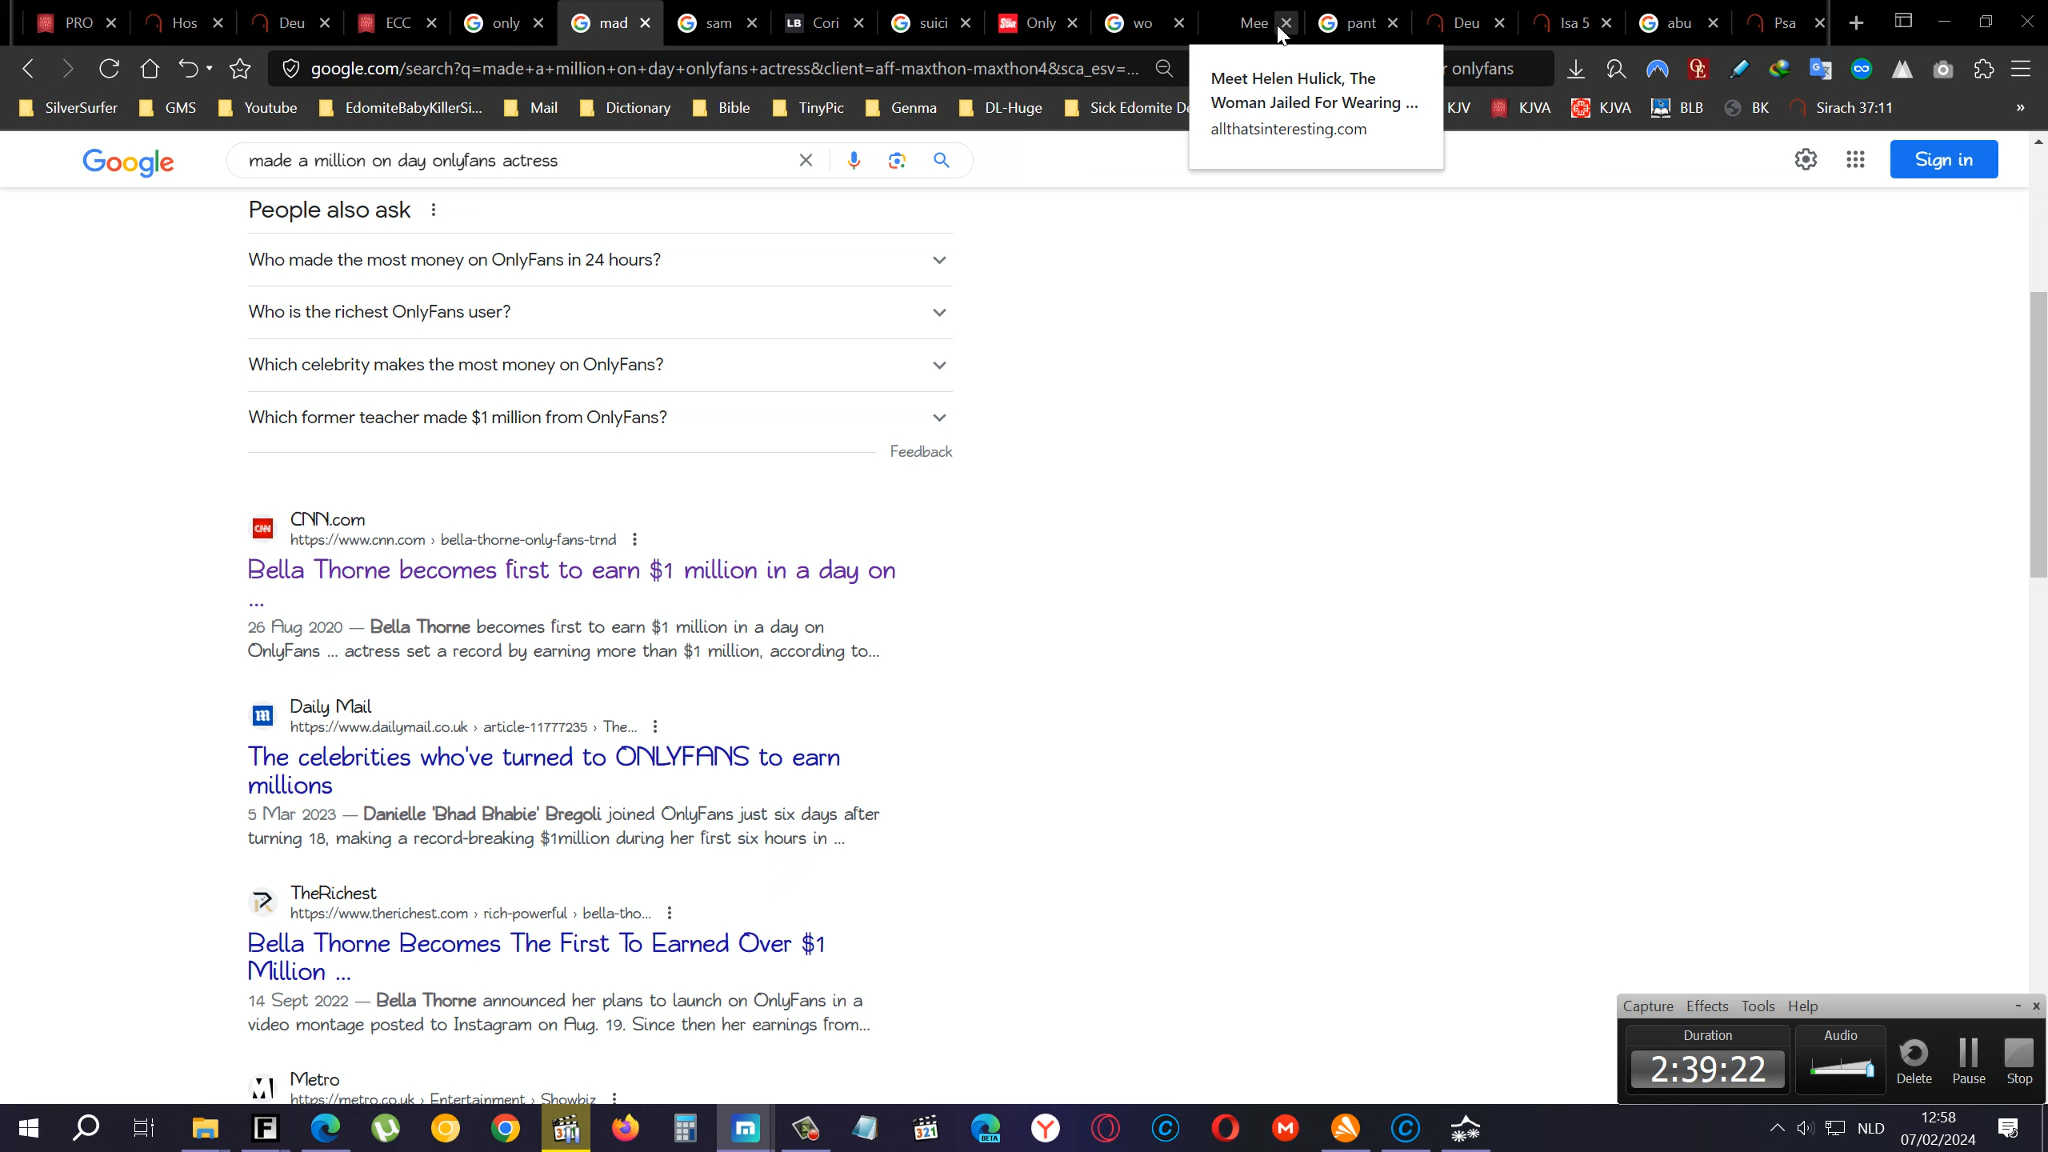 PRO
Hos
Deu
ECC
only
mad
sam
LB Cori
suici
Star Only
wo
Mee
pant
Deu
Isa 5
abu
Psa
google.com/search?q=made+a+million+on+day+onlyfans+actress&client=aff-maxthon-maxthon4&sca_esv=...
r onlyfans
SilverSurfer
GMS
Youtube
EdomiteBabyKillerSi...
Mail
Dictionary
Bible
TinyPic
Genma
DL-Huge
Sick Edomite De
KJV
KJVA
KJVA
BLB
BK
Sirach 37:11
»
Meet Helen Hulick, The
Woman Jailed For Wearing ...
allthatsinteresting.com
Google
made a million on day onlyfans actress
Sign in
People also ask
Who made the most money on OnlyFans in 24 hours?
Who is the richest OnlyFans user?
Which celebrity makes the most money on OnlyFans?
Which former teacher made $1 million from OnlyFans?
Feedback
CNN CNN.com
https://www.cnn.com › bella-thorne-only-fans-trnd
Bella Thorne becomes first to earn $1 million in a day on
...
26 Aug 2020 — Bella Thorne becomes first to earn $1 million in a day on
OnlyFans ... actress set a record by earning more than $1 million, according to...
Daily Mail
https://www.dailymail.co.uk › article-11777235 › The...
The celebrities who've turned to ONLYFANS to earn
millions
5 Mar 2023 — Danielle 'Bhad Bhabie' Bregoli joined OnlyFans just six days after
turning 18, making a record-breaking $1million during her first six hours in ...
TheRichest
https://www.therichest.com › rich-powerful › bella-tho...
Bella Thorne Becomes The First To Earned Over $1
Million ...
14 Sept 2022 — Bella Thorne announced her plans to launch on OnlyFans in a
video montage posted to Instagram on Aug. 19. Since then her earnings from...
Metro
https://metro.co.uk › Entertainment › Showbiz
Capture Effects Tools Help
Duration
Audio
2:39:22
Delete
Pause
Stop
321
BETA
NLD
12:58
07/02/2024